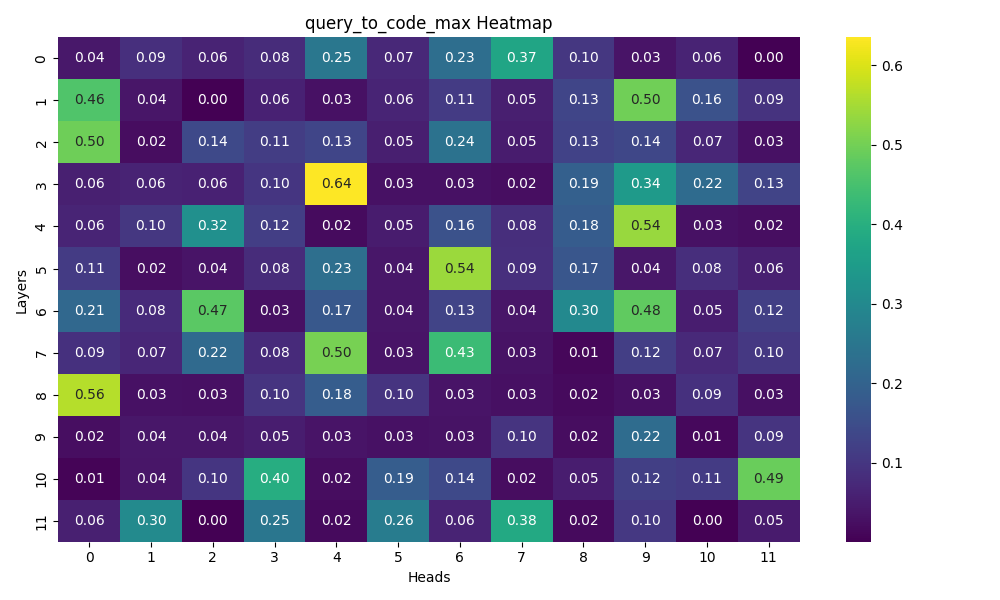 query_to_code_max Heatmap
0 0.04 0.09 0.06 0.08 0.25 0.07 0.23 0.37 0.10 0.03 0.06 0.00
1 0.46 0.04 0.00 0.06 0.03 0.06 0.11 0.05 0.13 0.50 0.16 0.09
2 0.50 0.02 0.14 0.11 0.13 0.05 0.24 0.05 0.13 0.14 0.07 0.03
3 0.06 0.06 0.06 0.10 0.64 0.03 0.03 0.02 0.19 0.34 0.22 0.13
4 0.06 0.10 0.32 0.12 0.02 0.05 0.16 0.08 0.18 0.54 0.03 0.02
5 0.11 0.02 0.04 0.08 0.23 0.04 0.54 0.09 0.17 0.04 0.08 0.06
6 0.21 0.08 0.47 0.03 0.17 0.04 0.13 0.04 0.30 0.48 0.05 0.12
7 0.09 0.07 0.22 0.08 0.50 0.03 0.43 0.03 0.01 0.12 0.07 0.10
8 0.56 0.03 0.03 0.10 0.18 0.10 0.03 0.03 0.02 0.03 0.09 0.03
9 0.02 0.04 0.04 0.05 0.03 0.03 0.03 0.10 0.02 0.22 0.01 0.09
10 0.01 0.04 0.10 0.40 0.02 0.19 0.14 0.02 0.05 0.12 0.11 0.49
11 0.06 0.30 0.00 0.25 0.02 0.26 0.06 0.38 0.02 0.10 0.00 0.05
0 1 2 3 4 5 6 7 8 9 10 11
Heads
Layers
0.6
0.5
0.4
0.3
0.2
0.1